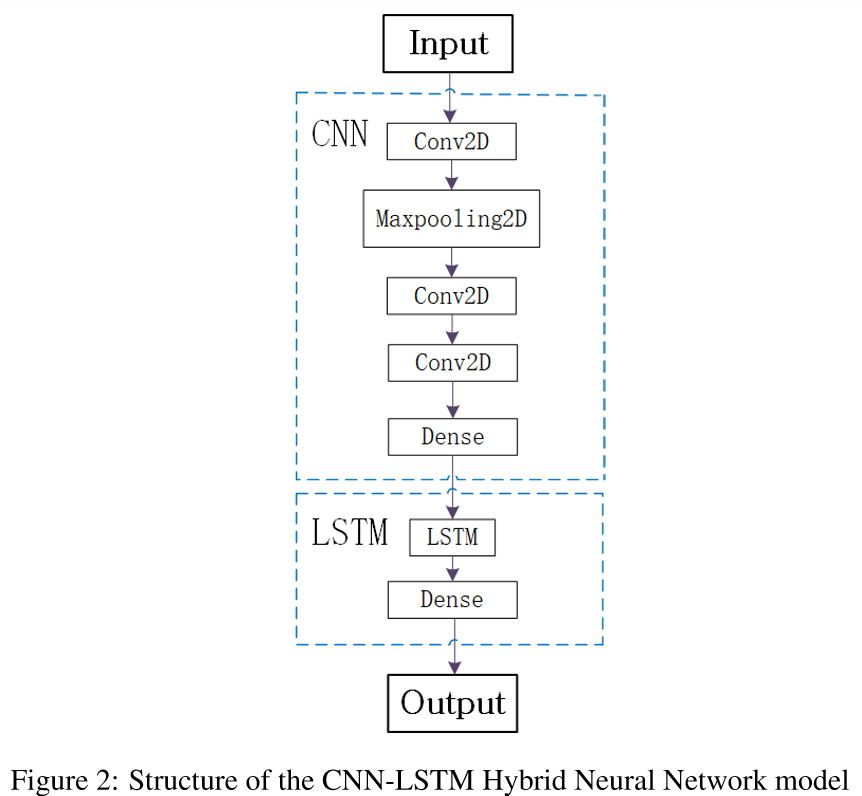 Input
CNN
Conv2D
Maxpooling2D
Conv2D
Conv2D
Dense
LSTM
LSTM
Dense
Output
Figure 2: Structure of the CNN-LSTM Hybrid Neural Network model